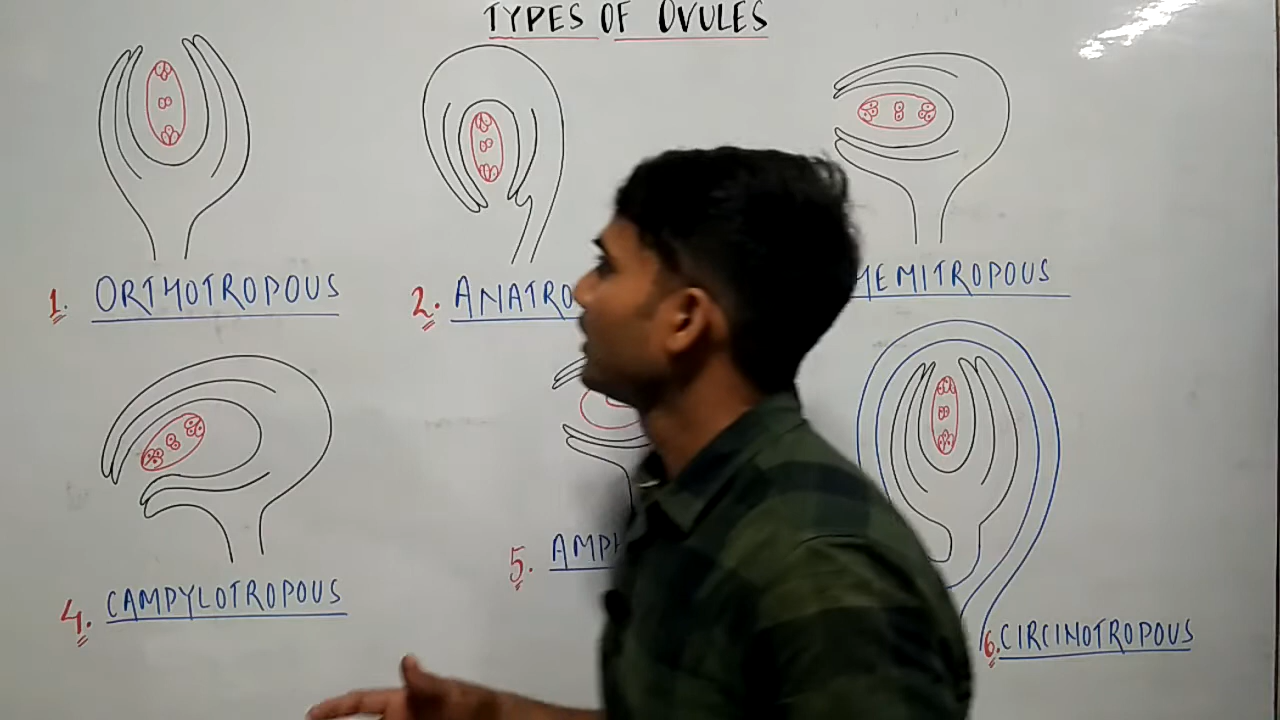 TYPES OF OVULES
1. ORTHOTROPOUS
2. ANATRO
HEMITROPOUS
4. CAMPYLOTROPOUS
5. AMPH
6. CIRCINOTROPOUS